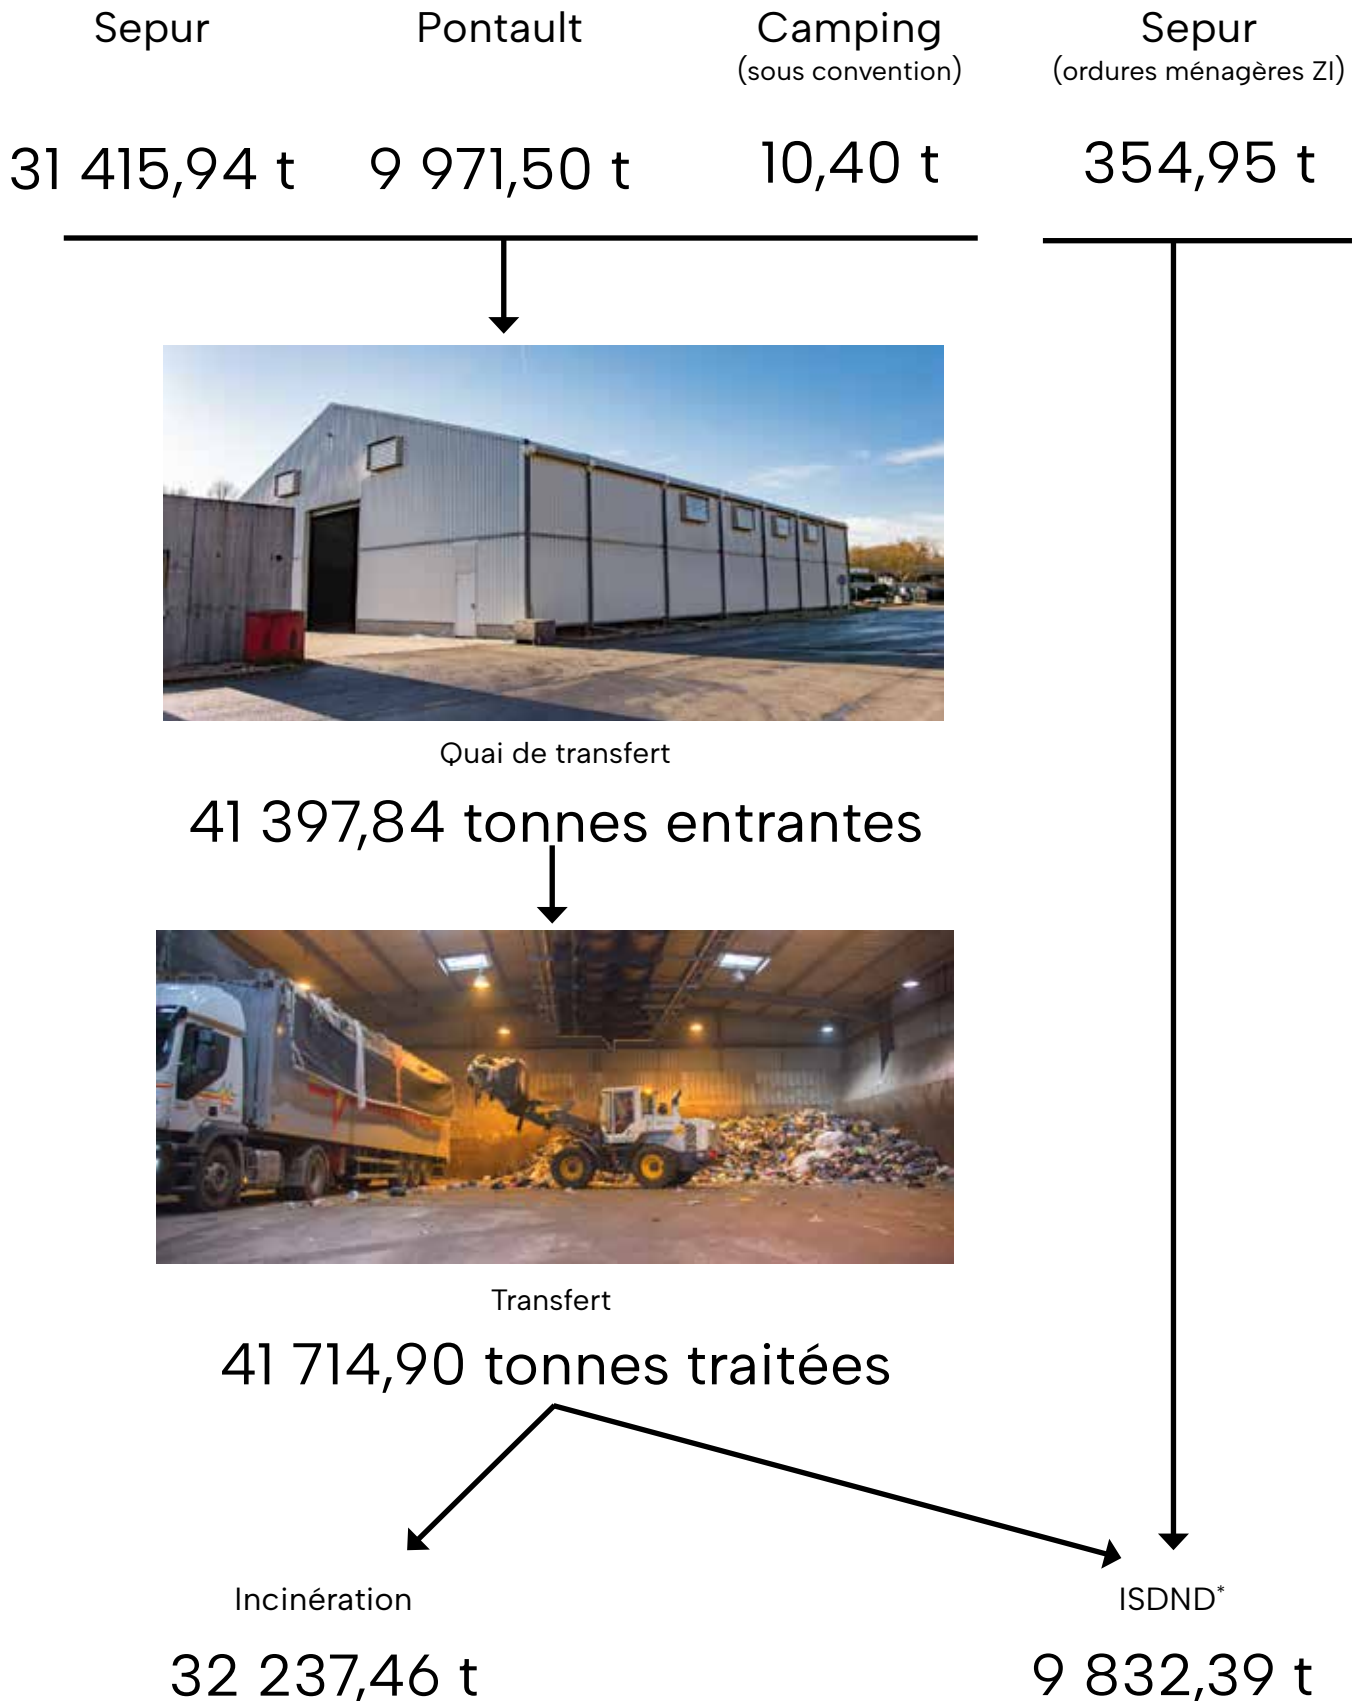 Sepur
Pontault
Camping
(sous convention)
Sepur
(ordures ménagères ZI)
31 415,94 t
9 971,50 t
10,40 t
354,95 t
Quai de transfert
41 397,84 tonnes entrantes
Transfert
41 714,90 tonnes traitées
Incinération
ISDND*
32 237,46 t
9 832,39 t